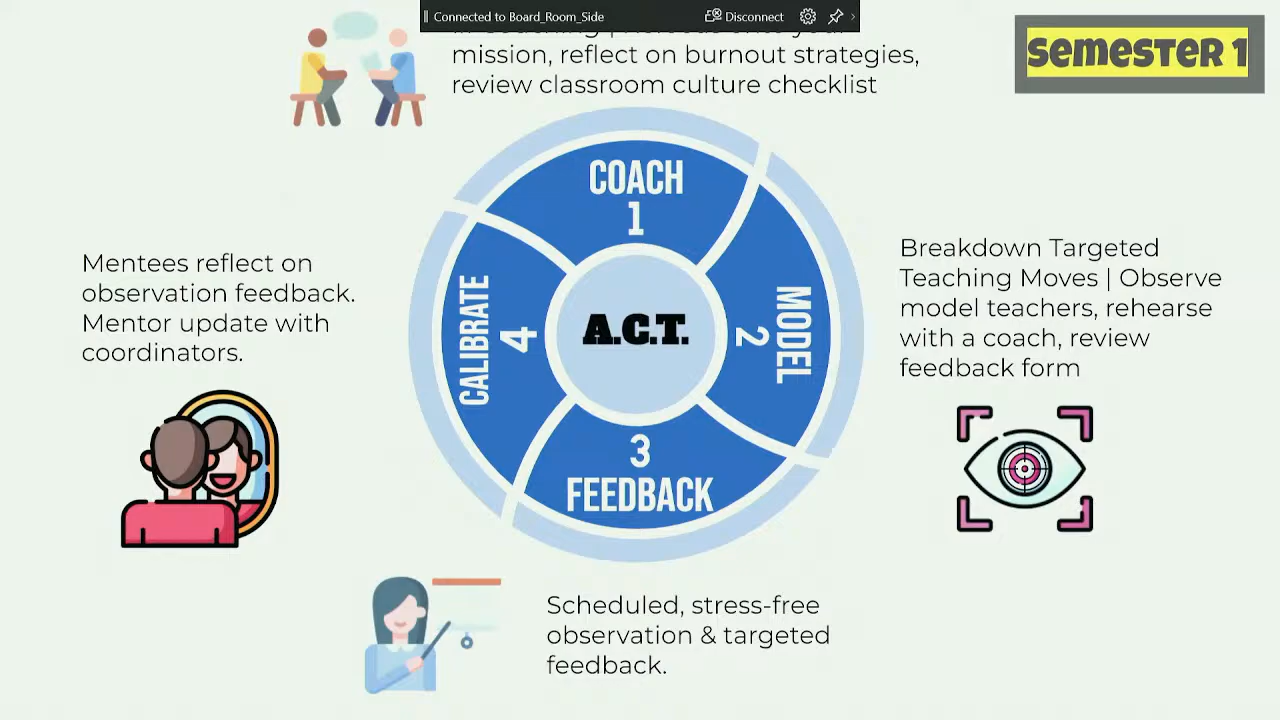 Connected to Board_Room_Side
Disconnect
mission, reflect on burnout strategies,
review classroom culture checklist
SEMESTER 1
COACH
1
MODEL
2
3
FEEDBACK
CALIBRATE
4
A.C.T.
Mentees reflect on
observation feedback.
Mentor update with
coordinators.
Breakdown Targeted
Teaching Moves | Observe
model teachers, rehearse
with a coach, review
feedback form
Scheduled, stress-free
observation & targeted
feedback.